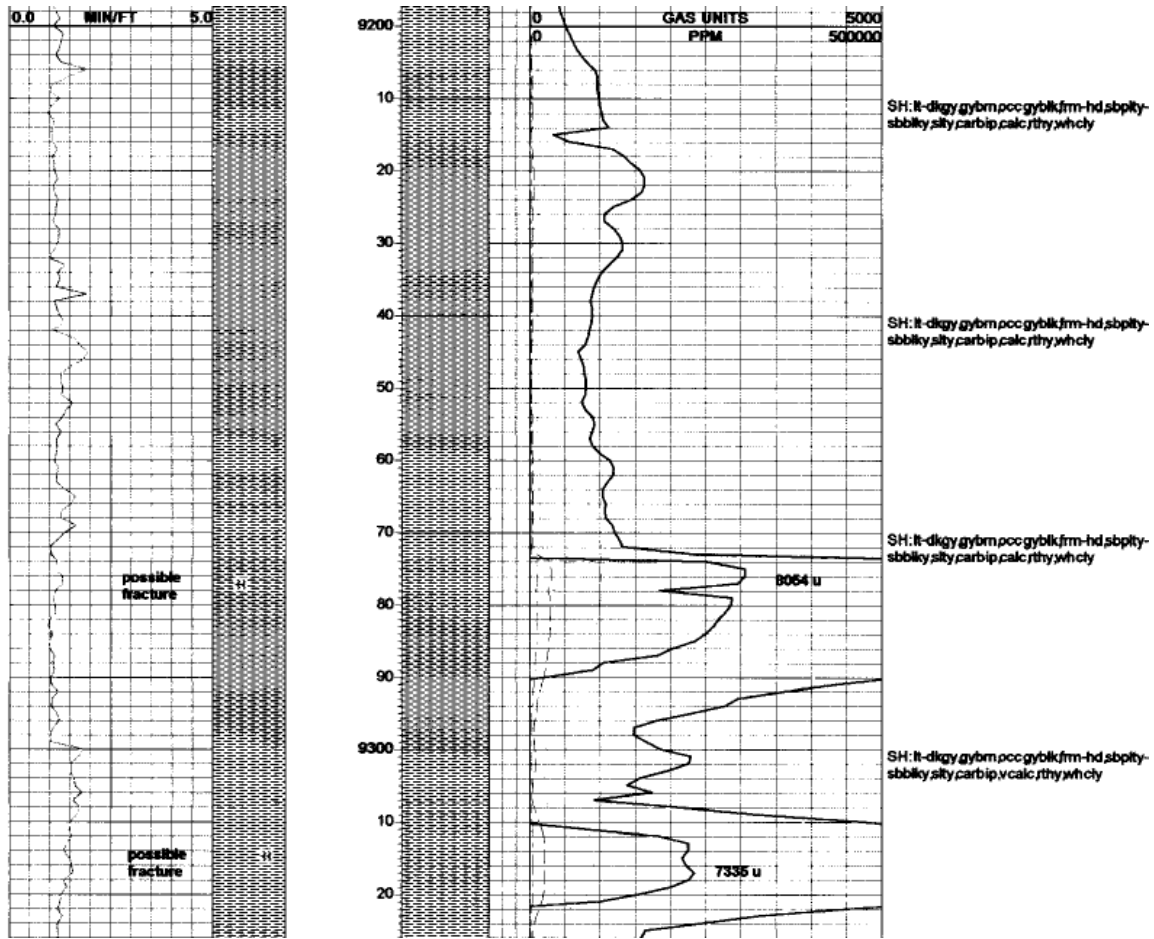 0.0 MIN/FT 5.0
0 GAS UNITS 5000
0 PPM 500000
9200
10
SH: lt-dkgy,gybrn,occ gyblk,frm-hd,sbplty-
sbblky,slty,carbip,calc,rthy,whcly
20
30
40
SH: lt-dkgy,gybrn,occ gyblk,frm-hd,sbplty-
sbblky,slty,carbip,calc,rthy,whcly
50
60
70
SH: lt-dkgy,gybrn,occ gyblk,frm-hd,sbplty-
sbblky,slty,carbip,calc,rthy,whcly
possible
fracture
8054 u
80
90
9300
SH: lt-dkgy,gybrn,occ gyblk,frm-hd,sbplty-
sbblky,slty,carbip,vcalc,rthy,whcly
10
possible
fracture
7335 u
20